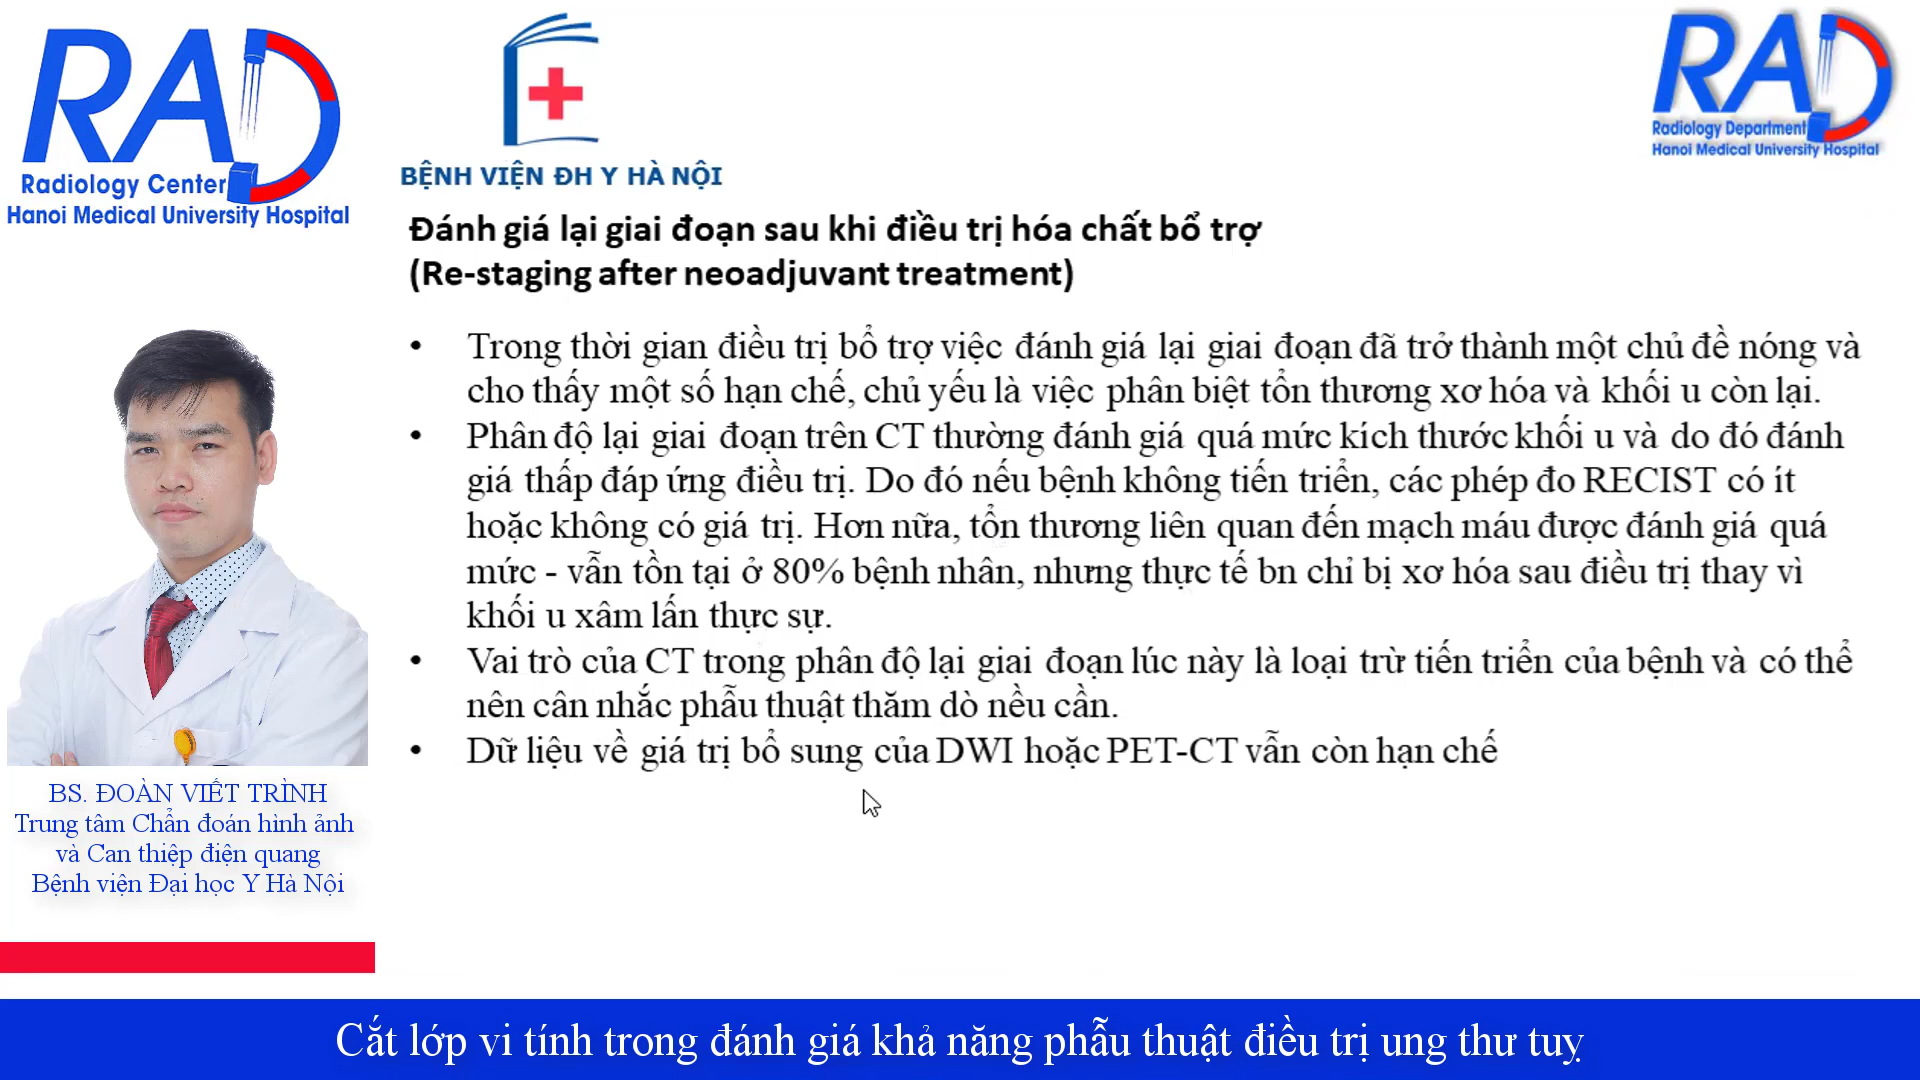 RAD
Radiology Center
Hanoi Medical University Hospital
BỆNH VIỆN ĐH Y HÀ NỘI
RAD
Radiology Department
Hanoi Medical University Hospital
Đánh giá lại giai đoạn sau khi điều trị hóa chất bổ trợ
(Re-staging after neoadjuvant treatment)
• Trong thời gian điều trị bổ trợ việc đánh giá lại giai đoạn đã trở thành một chủ đề nóng và
cho thấy một số hạn chế, chủ yếu là việc phân biệt tổn thương xơ hóa và khối u còn lại.
• Phân độ lại giai đoạn trên CT thường đánh giá quá mức kích thước khối u và do đó đánh
giá thấp đáp ứng điều trị. Do đó nếu bệnh không tiến triển, các phép đo RECIST có ít
hoặc không có giá trị. Hơn nữa, tổn thương liên quan đến mạch máu được đánh giá quá
mức - vẫn tồn tại ở 80% bệnh nhân, nhưng thực tế bn chỉ bị xơ hóa sau điều trị thay vì
khối u xâm lấn thực sự.
• Vai trò của CT trong phân độ lại giai đoạn lúc này là loại trừ tiến triển của bệnh và có thể
nên cân nhắc phẫu thuật thăm dò nều cần.
• Dữ liệu về giá trị bổ sung của DWI hoặc PET-CT vẫn còn hạn chế
BS. ĐOÀN VIẾT TRÌNH
Trung tâm Chẩn đoán hình ảnh
và Can thiệp điện quang
Bệnh viện Đại học Y Hà Nội
Cắt lớp vi tính trong đánh giá khả năng phẫu thuật điều trị ung thư tuỵ